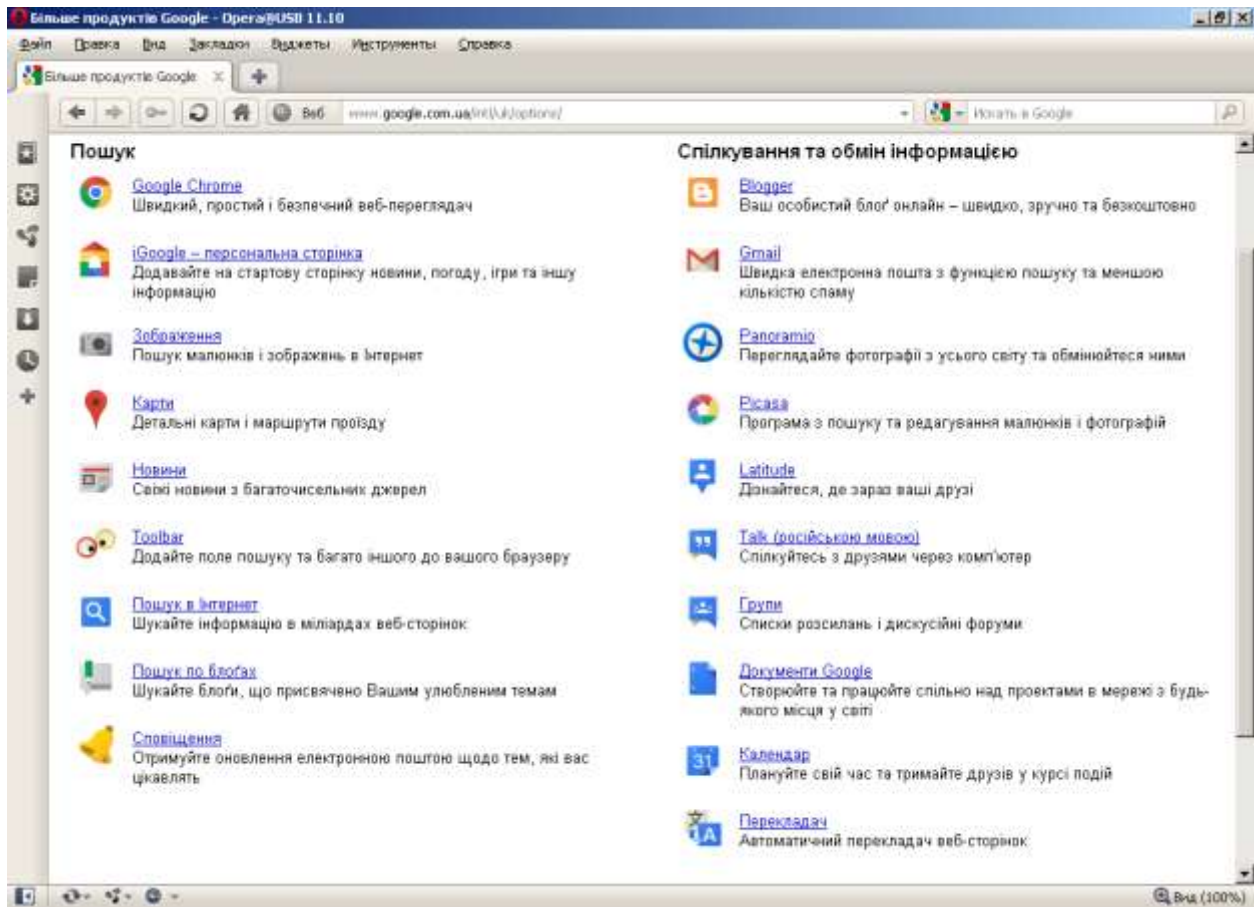 Більше продуктів Google - Opera@USB 11.10
Файл Правка Вид Закладки Виджеты Инструменты Справка
Більше продуктів Google
Веб www.google.com.ua/intl/uk/options/ Искать в Google
Пошук
Google Chrome
Швидкий, простий і безпечний веб-переглядач
iGoogle – персональна сторінка
Додавайте на стартову сторінку новини, погоду, ігри та іншу
інформацію
Зображення
Пошук малюнків і зображень в Інтернет
Карти
Детальні карти і маршрути проїзду
Новини
Свіжі новини з багаточисельних джерел
Toolbar
Додайте поле пошуку та багато іншого до вашого браузеру
Пошук в Інтернет
Шукайте інформацію в міліардах веб-сторінок
Пошук по блоґах
Шукайте блоґи, що присвячено Вашим улюбленим темам
Сповіщення
Отримуйте оновлення електронною поштою щодо тем, які вас
цікавлять
Спілкування та обмін інформацією
Blogger
Ваш особистий блоґ онлайн – швидко, зручно та безкоштовно
Gmail
Швидка електронна пошта з функцією пошуку та меншою
кількістю спаму
Panoramio
Переглядайте фотографії з усього світу та обмінюйтеся ними
Picasa
Програма з пошуку та редагування малюнків і фотографій
Latitude
Дізнайтеся, де зараз ваші друзі
Talk (російською мовою)
Спілкуйтесь з друзями через комп'ютер
Групи
Списки розсилань і дискусійні форуми
Документи Google
Створюйте та працюйте спільно над проектами в мережі з будь-
якого місця у світі
31
Календар
Плануйте свій час та тримайте друзів у курсі подій
文 A
Перекладач
Автоматичний перекладач веб-сторінок
Вид (100%)